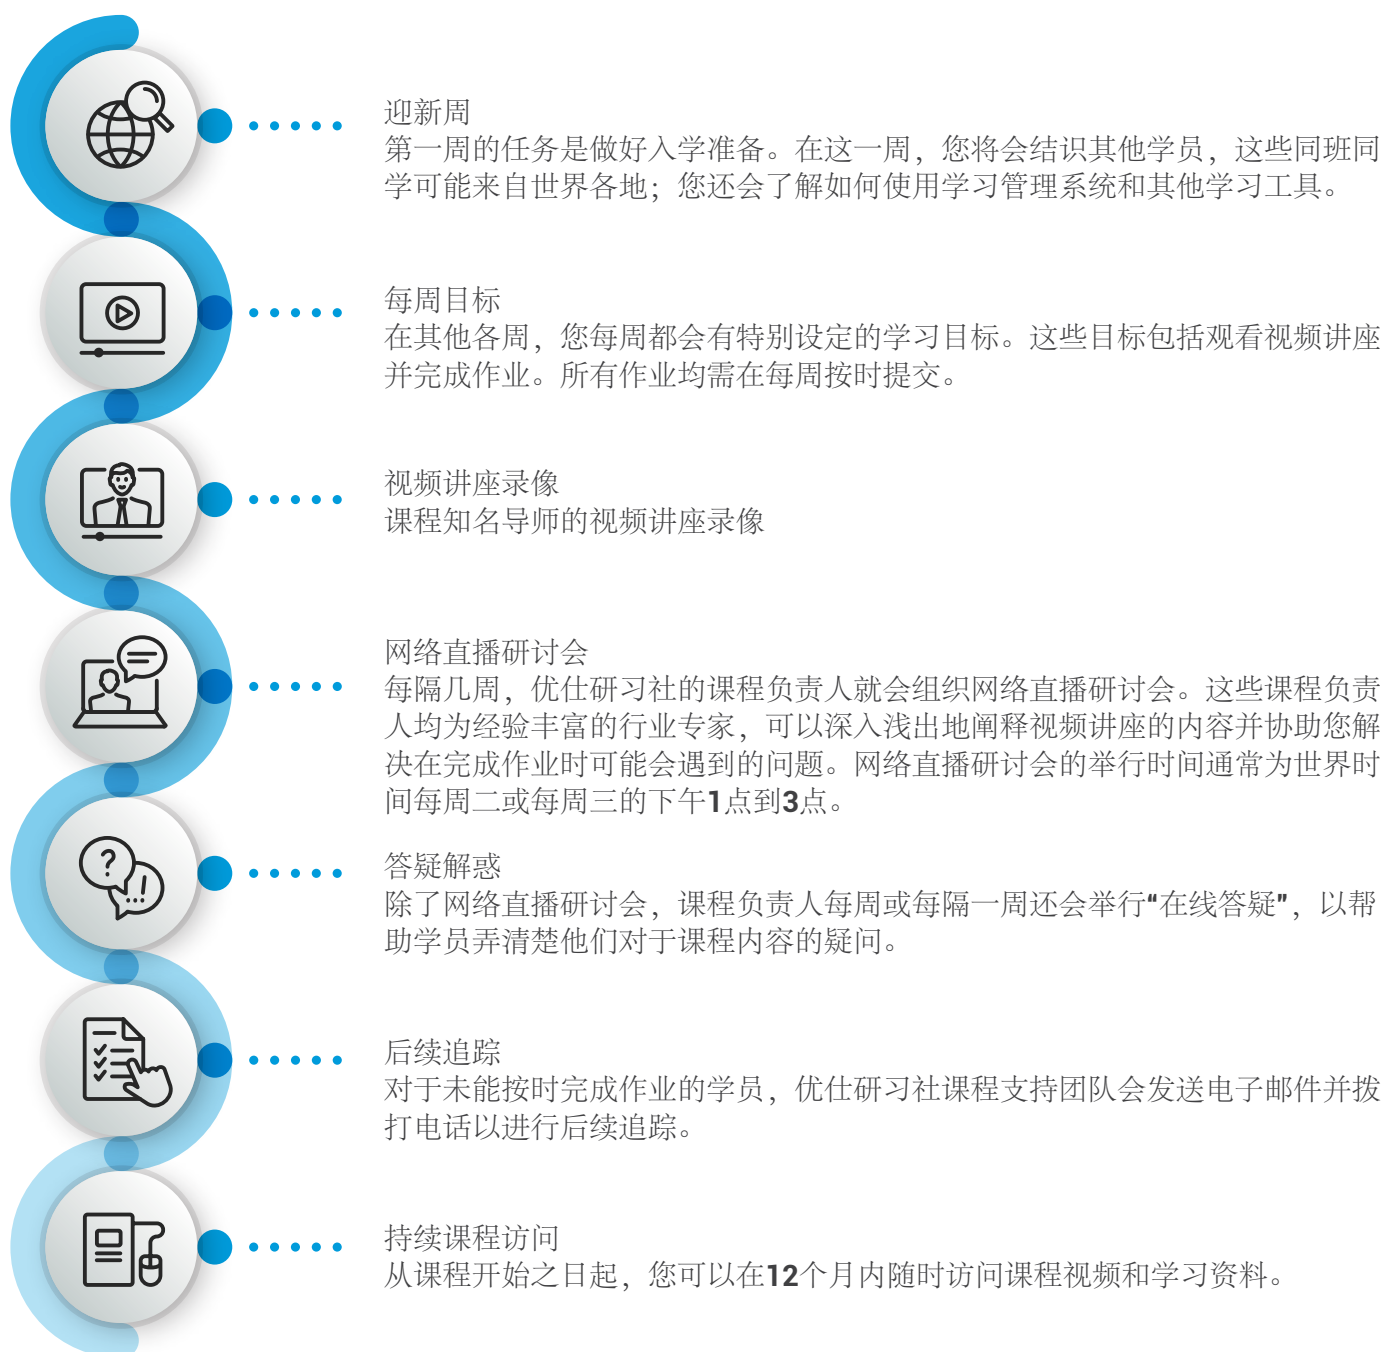 迎新周
第一周的任务是做好入学准备。在这一周，您将会结识其他学员，这些同班同
学可能来自世界各地；您还会了解如何使用学习管理系统和其他学习工具。
每周目标
在其他各周，您每周都会有特别设定的学习目标。这些目标包括观看视频讲座
并完成作业。所有作业均需在每周按时提交。
视频讲座录像
课程知名导师的视频讲座录像
网络直播研讨会
每隔几周，优仕研习社的课程负责人就会组织网络直播研讨会。这些课程负责
人均为经验丰富的行业专家，可以深入浅出地阐释视频讲座的内容并协助您解
决在完成作业时可能会遇到的问题。网络直播研讨会的举行时间通常为世界时
间每周二或每周三的下午1点到3点。
答疑解惑
除了网络直播研讨会，课程负责人每周或每隔一周还会举行“在线答疑”，以帮
助学员弄清楚他们对于课程内容的疑问。
后续追踪
对于未能按时完成作业的学员，优仕研习社课程支持团队会发送电子邮件并拨
打电话以进行后续追踪。
持续课程访问
从课程开始之日起，您可以在12个月内随时访问课程视频和学习资料。